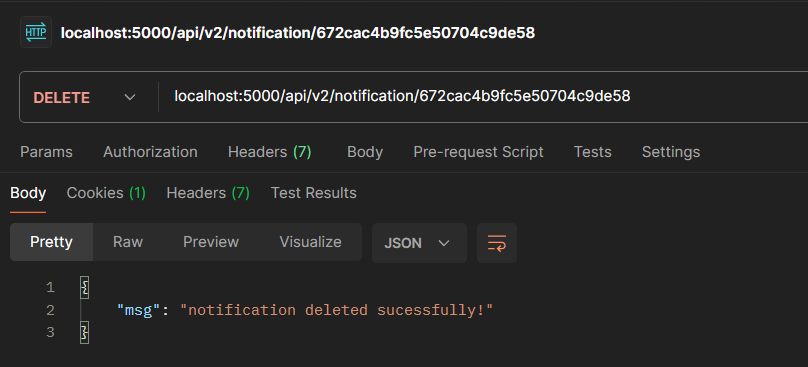 HTTP localhost:5000/api/v2/notification/672cac4b9fc5e50704c9de58
DELETE localhost:5000/api/v2/notification/672cac4b9fc5e50704c9de58
Params Authorization Headers (7) Body Pre-request Script Tests Settings
Body Cookies (1) Headers (7) Test Results
Pretty Raw Preview Visualize JSON
1 {
2 "msg": "notification deleted sucessfully!"
3 }